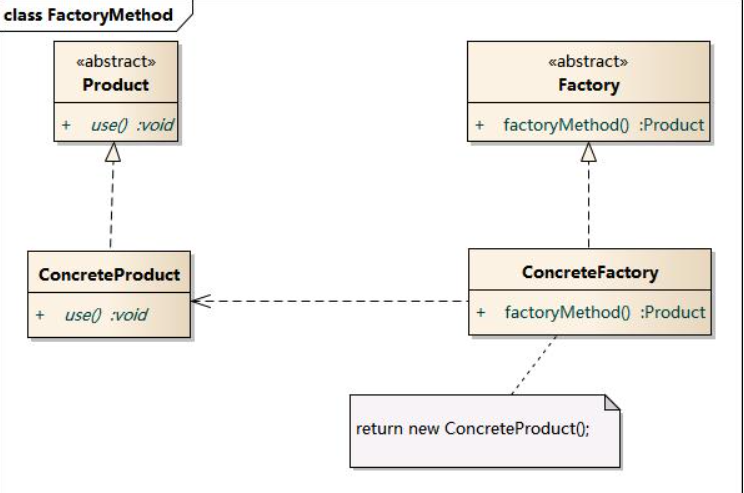 class FactoryMethod
«abstract»
Product
+ use() :void
«abstract»
Factory
+ factoryMethod() :Product
ConcreteProduct
+ use() :void
ConcreteFactory
+ factoryMethod() :Product
return new ConcreteProduct();